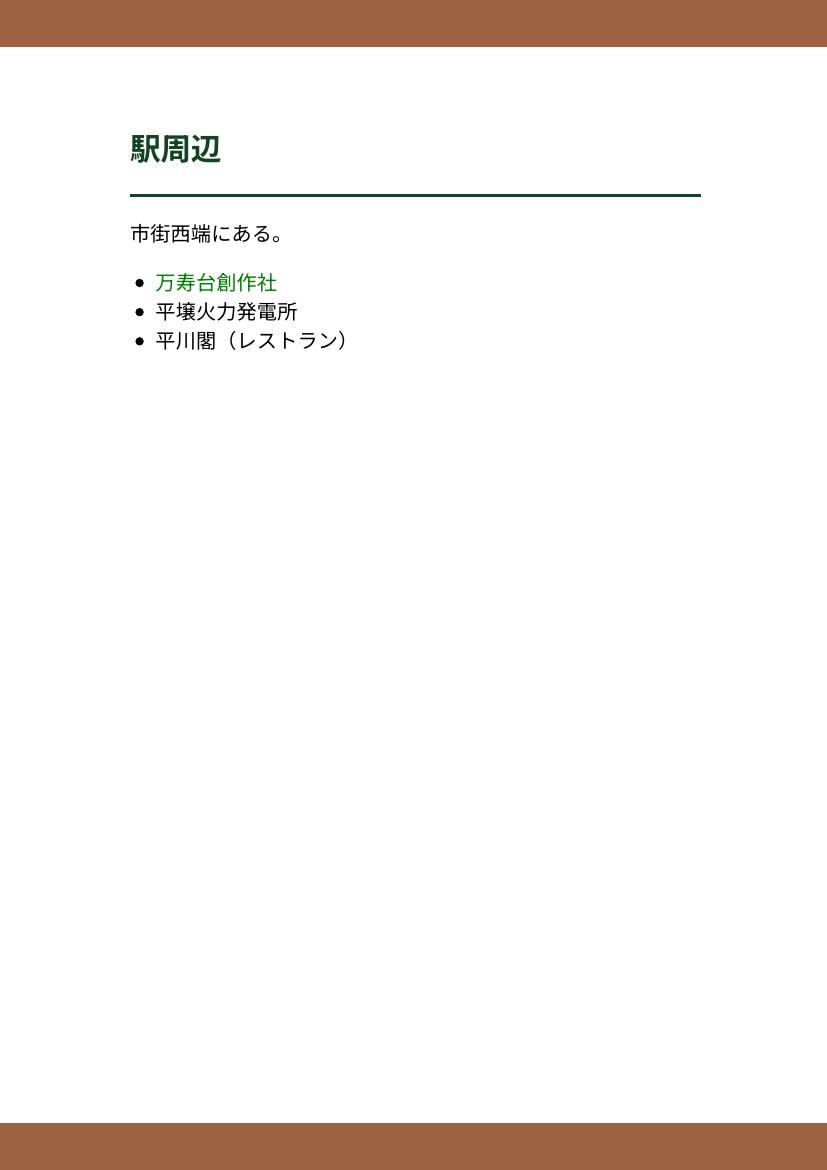 駅周辺
市街西端にある。
万寿台創作社
平壌火力発電所
平川閣（レストラン）